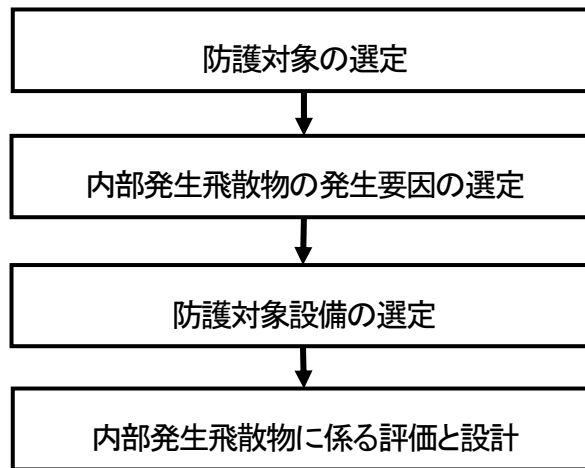 防護対象の選定
内部発生飛散物の発生要因の選定
防護対象設備の選定
内部発生飛散物に係る評価と設計